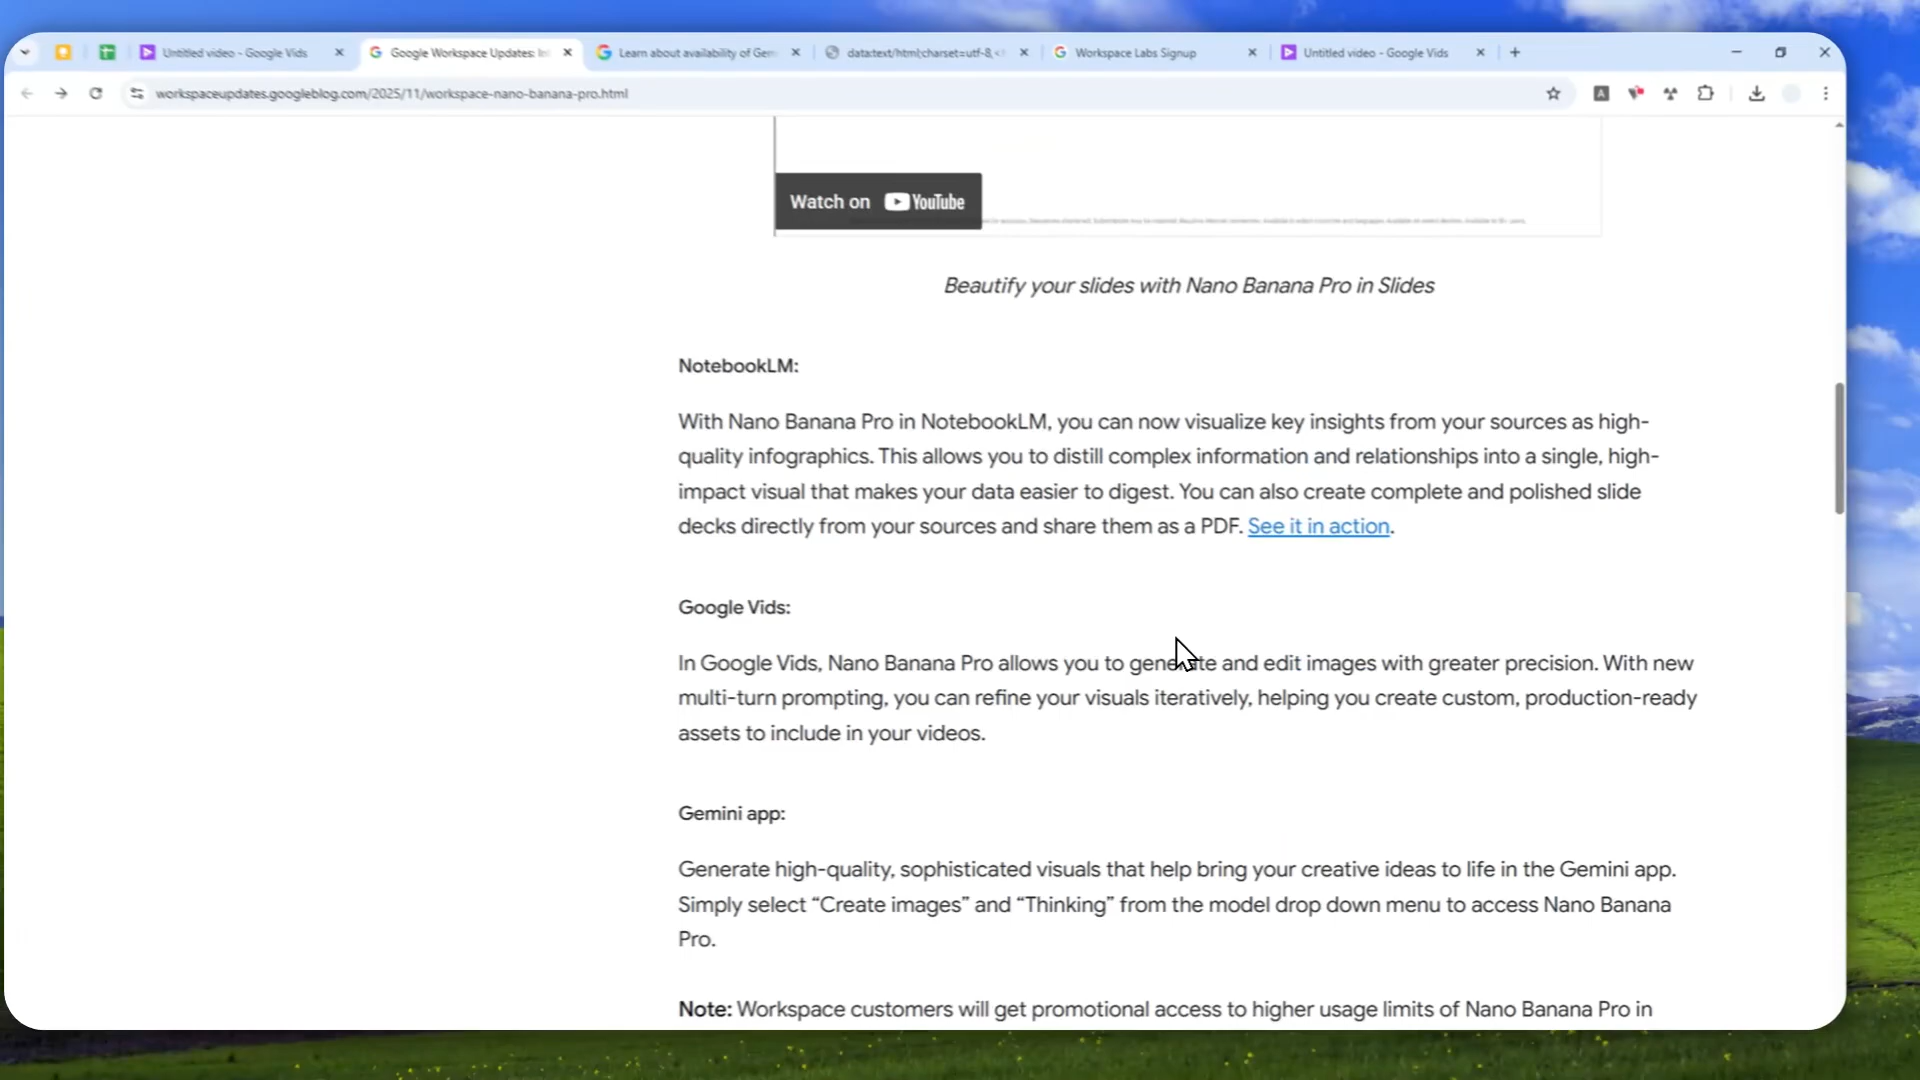 Untitled video - Google Vids
Google Workspace Updates: In
Learn about availability of Gem
data:text/html;charset=utf-8,<
Workspace Labs Signup
Untitled video - Google Vids
workspaceupdates.googleblog.com/2025/11/workspace-nano-banana-pro.html
Watch on YouTube
Beautify your slides with Nano Banana Pro in Slides
NotebookLM:
With Nano Banana Pro in NotebookLM, you can now visualize key insights from your sources as high-
quality infographics. This allows you to distill complex information and relationships into a single, high-
impact visual that makes your data easier to digest. You can also create complete and polished slide
decks directly from your sources and share them as a PDF. See it in action.
Google Vids:
In Google Vids, Nano Banana Pro allows you to generate and edit images with greater precision. With new
multi-turn prompting, you can refine your visuals iteratively, helping you create custom, production-ready
assets to include in your videos.
Gemini app:
Generate high-quality, sophisticated visuals that help bring your creative ideas to life in the Gemini app.
Simply select “Create images” and “Thinking” from the model drop down menu to access Nano Banana
Pro.
Note: Workspace customers will get promotional access to higher usage limits of Nano Banana Pro in